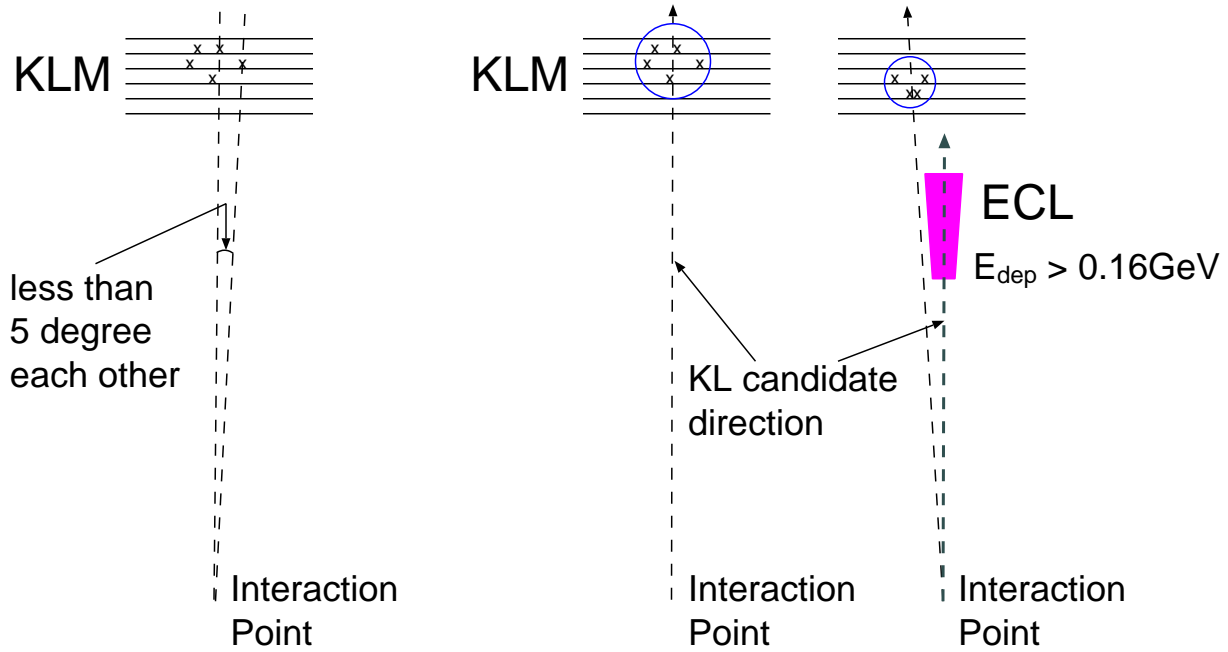 KLM
less than
5 degree
each other
Interaction
Point
KLM
KL candidate
direction
Interaction
Point
ECL
E_dep > 0.16GeV
Interaction
Point